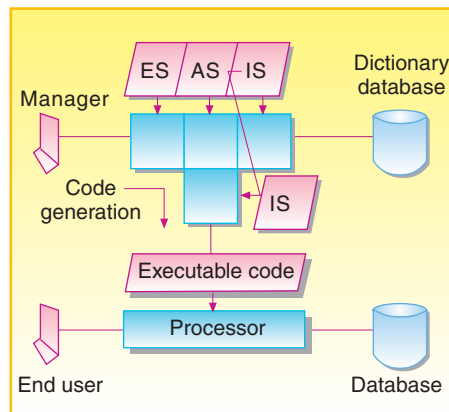 ES AS IS
Manager
Dictionary
database
Code
generation
IS
Executable code
Processor
End user
Database